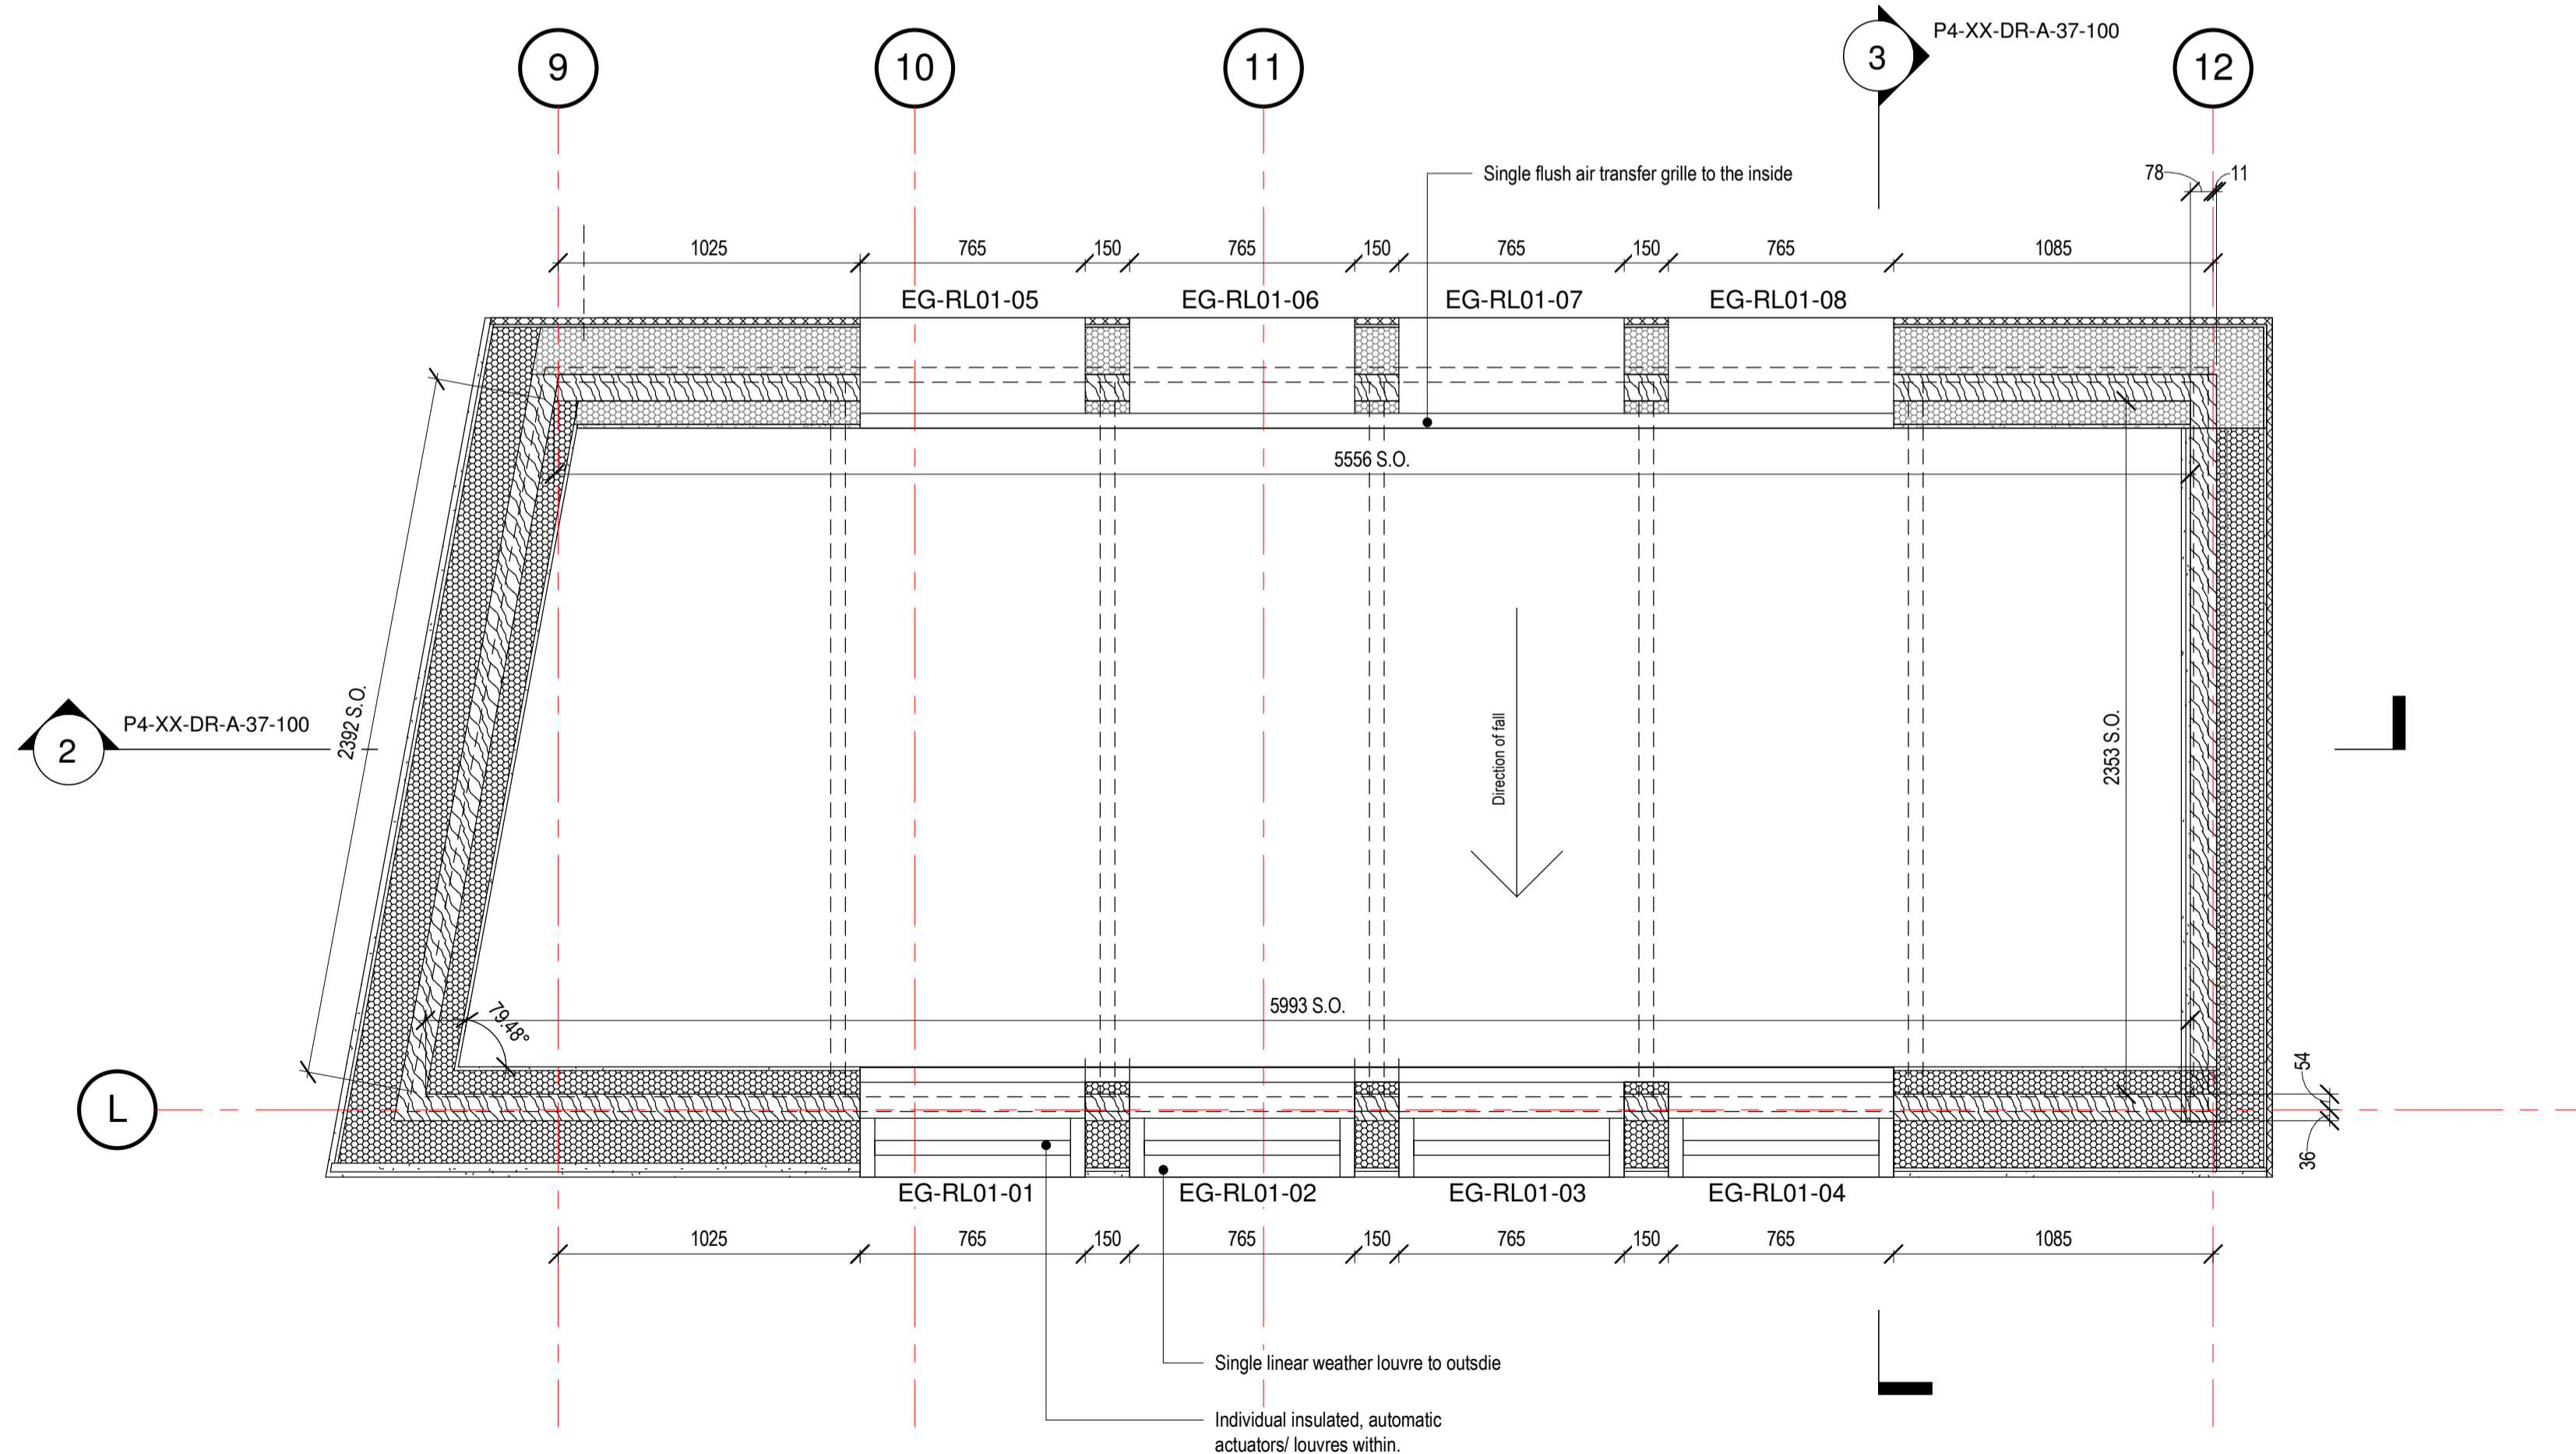 9
10
11
3
P4-XX-DR-A-37-100
12
Single flush air transfer grille to the inside
78
11
1025
765
150
765
150
765
150
765
1085
EG-RL01-05
EG-RL01-06
EG-RL01-07
EG-RL01-08
5556 S.O.
2392 S.O.
2
P4-XX-DR-A-37-100
Direction of fall
2353 S.O.
79.48°
5993 S.O.
54
L
36
EG-RL01-01
EG-RL01-02
EG-RL01-03
EG-RL01-04
1025
765
150
765
150
765
150
765
1085
Single linear weather louvre to outsdie
Individual insulated, automatic
actuators/ louvres within.